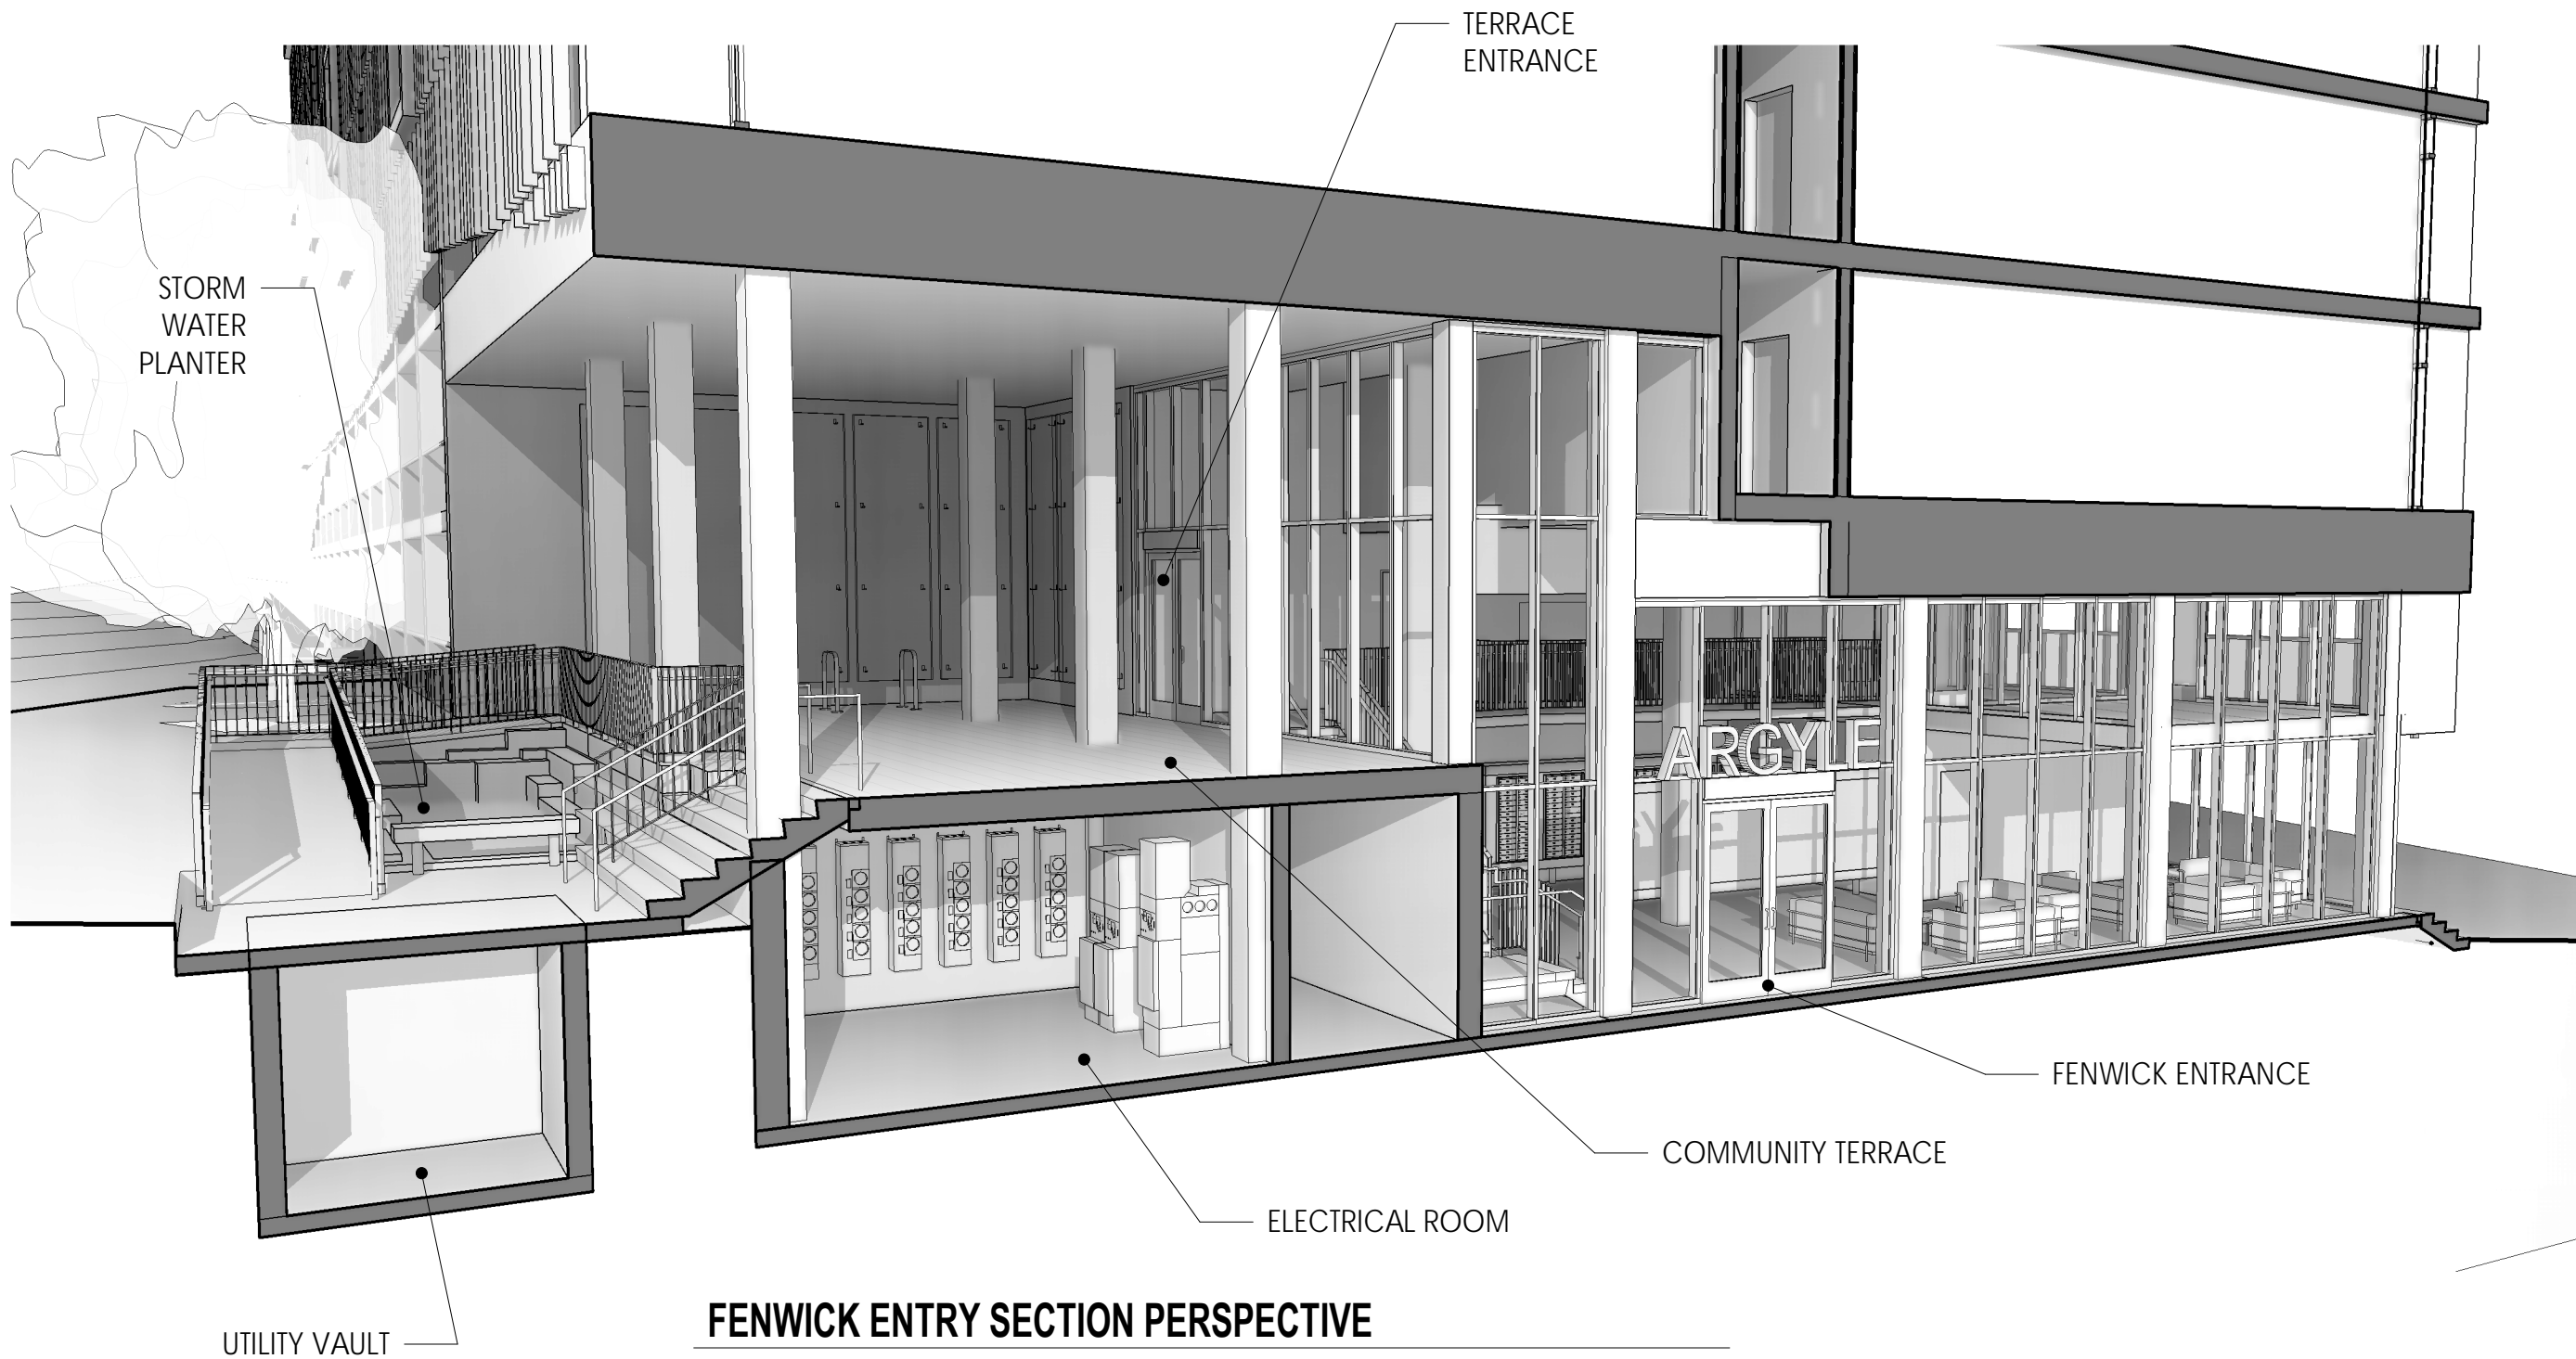 TERRACE
ENTRANCE
STORM
WATER
PLANTER
ARGYLE
FENWICK ENTRANCE
COMMUNITY TERRACE
ELECTRICAL ROOM
UTILITY VAULT
FENWICK ENTRY SECTION PERSPECTIVE